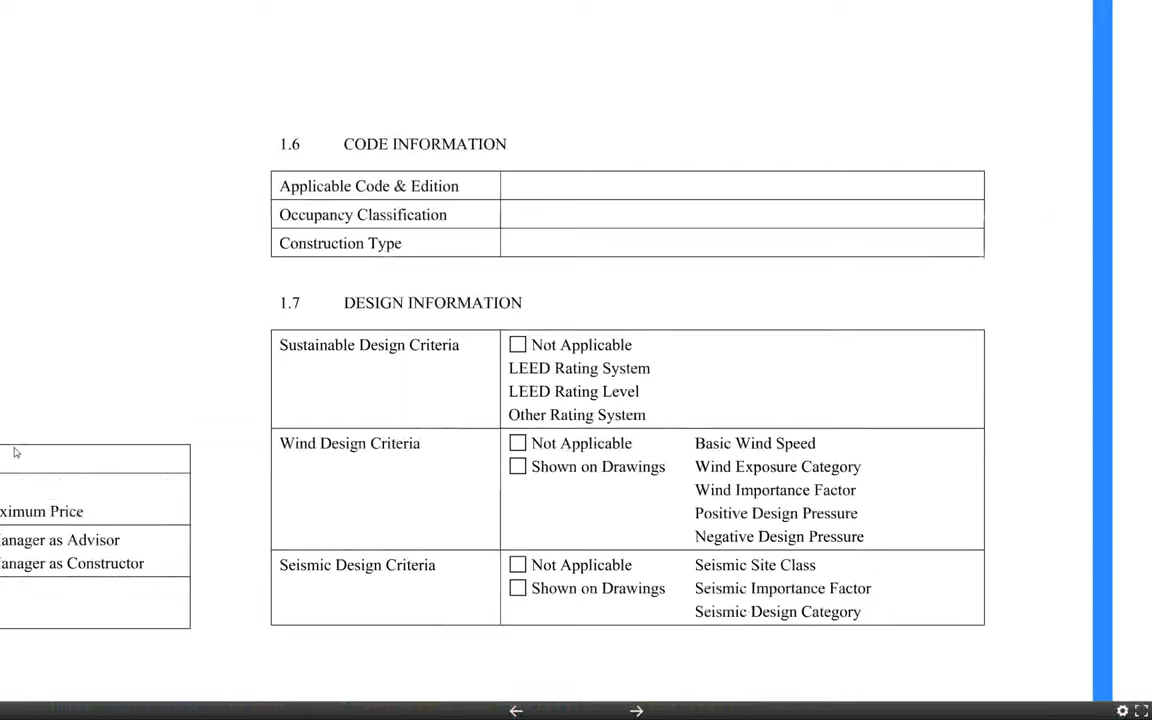 1.6 CODE INFORMATION
Applicable Code & Edition
Occupancy Classification
Construction Type
1.7 DESIGN INFORMATION
Sustainable Design Criteria
Not Applicable
LEED Rating System
LEED Rating Level
Other Rating System
Wind Design Criteria
Not Applicable
Shown on Drawings
Basic Wind Speed
Wind Exposure Category
Wind Importance Factor
Positive Design Pressure
Negative Design Pressure
Seismic Design Criteria
Not Applicable
Shown on Drawings
Seismic Site Class
Seismic Importance Factor
Seismic Design Category
ximum Price
anager as Advisor
anager as Constructor